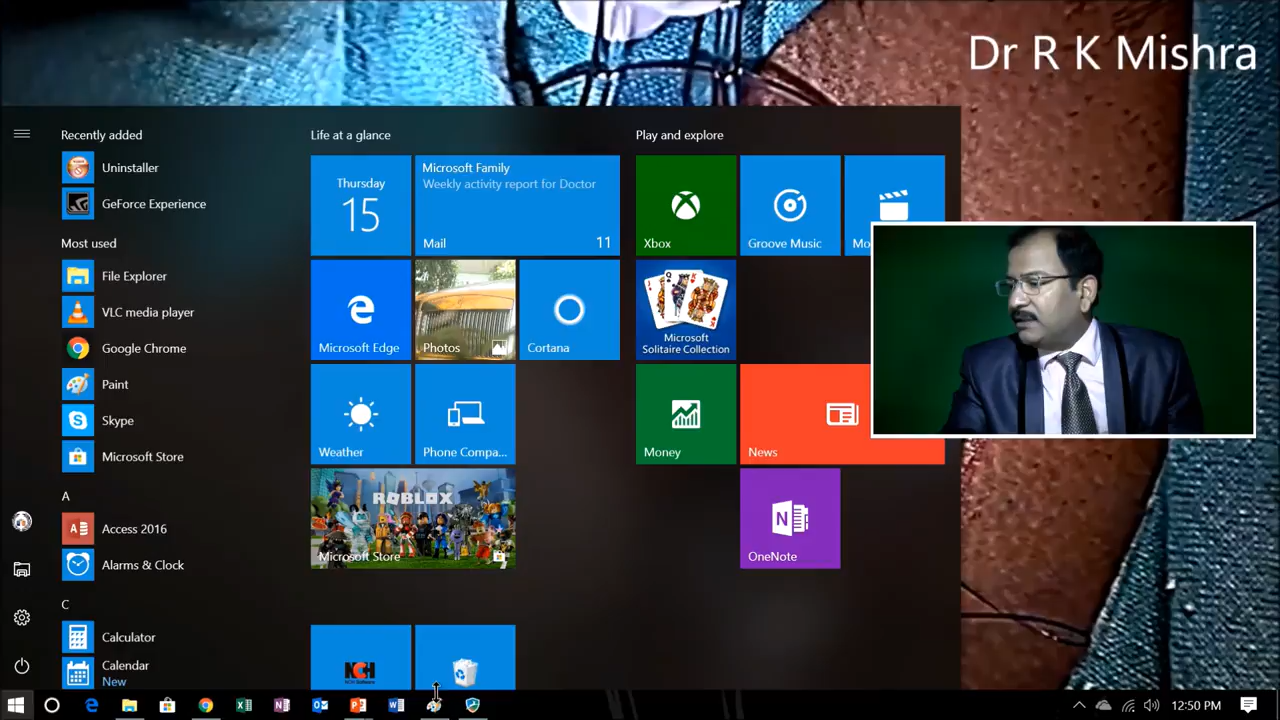 Dr R K Mishra
Recently added
Uninstaller
GeForce Experience
Most used
File Explorer
VLC media player
Google Chrome
Paint
Skype
Microsoft Store
A
Access 2016
Alarms & Clock
C
Calculator
Calendar
New
Life at a glance
Thursday
15
Microsoft Family
Weekly activity report for Doctor
Mail 11
Microsoft Edge
Photos
Cortana
Weather
Phone Compa...
ROBLOX
Microsoft Store
NCH
Play and explore
Xbox
Groove Music
Mo
Q K
Microsoft
Solitaire Collection
Money
News
N
OneNote
12:50 PM